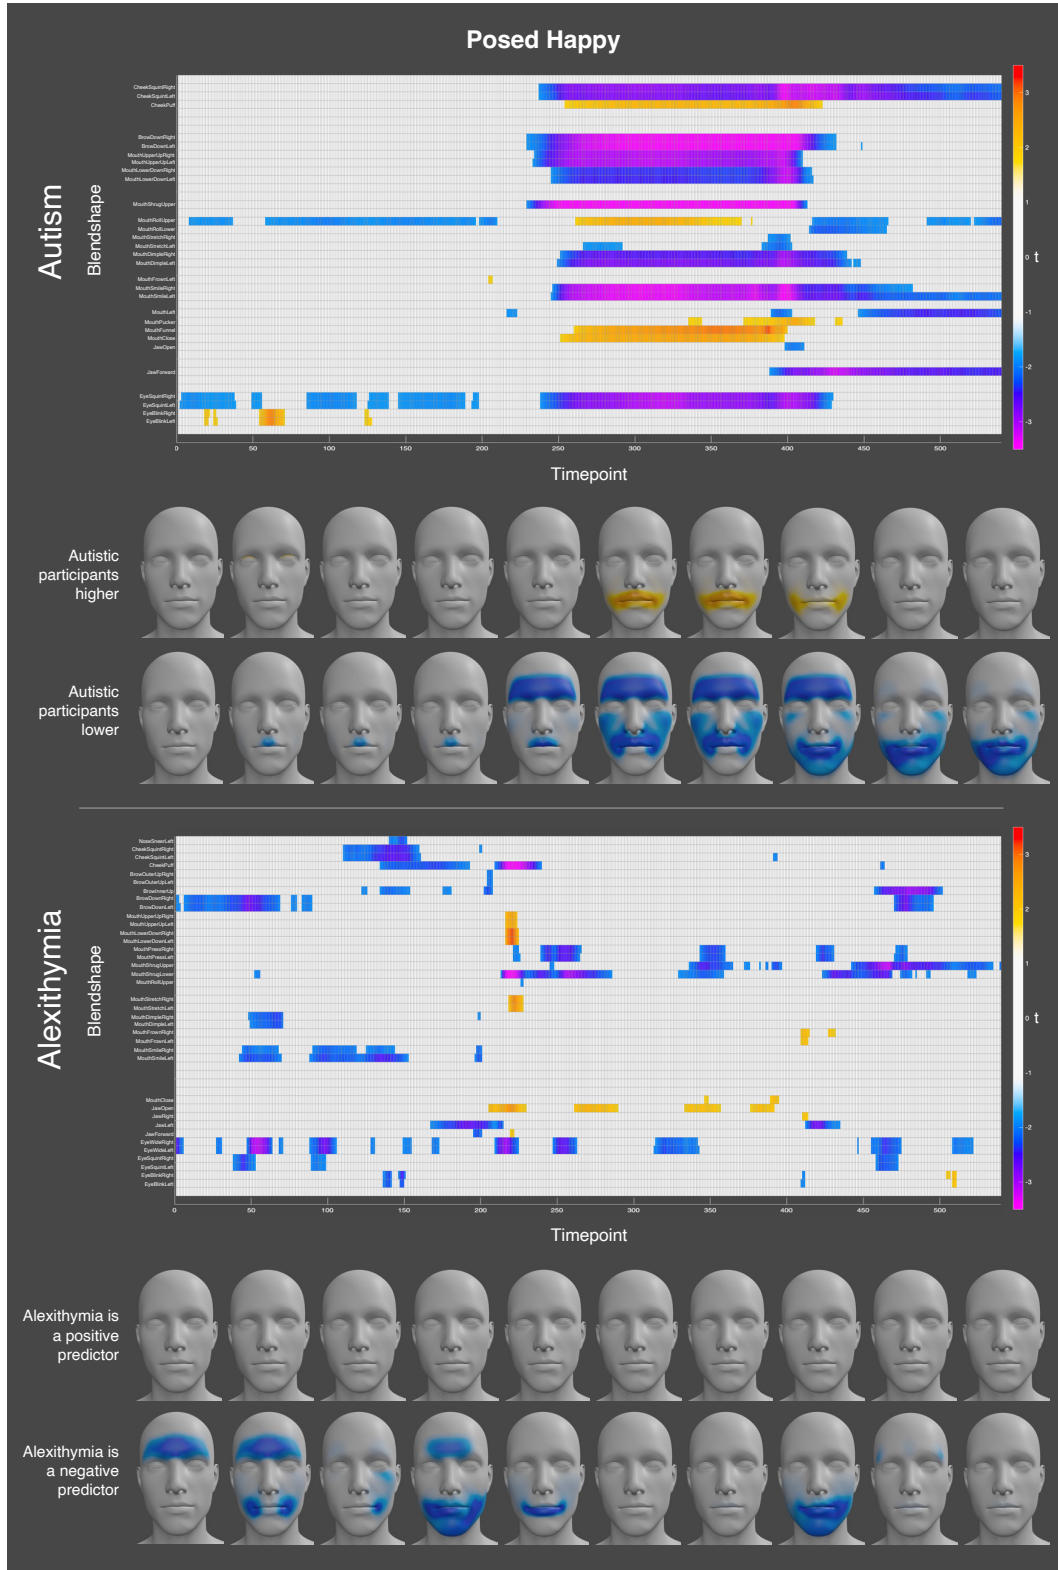 Posed Happy
Autism
Blendshape
CheekSquintRight
CheekSquintLeft
CheekPuff
BrowDownRight
BrowDownLeft
MouthUpperUpRight
MouthUpperUpLeft
MouthLowerDownRight
MouthLowerDownLeft
MouthShrugUpper
MouthRollUpper
MouthRollLower
MouthStretchRight
MouthStretchLeft
MouthDimpleRight
MouthDimpleLeft
MouthFrownLeft
MouthSmileRight
MouthSmileLeft
MouthLeft
MouthPucker
MouthFunnel
MouthClose
JawOpen
JawForward
EyeSquintRight
EyeSquintLeft
EyeBlinkRight
EyeBlinkLeft
0 50 100 150 200 250 300 350 400 450 500
Timepoint
3
2
1
0 t
-1
-2
-3
Autistic
participants
higher
Autistic
participants
lower
Alexithymia
Blendshape
NoseSneerLeft
CheekSquintRight
CheekSquintLeft
CheekPuff
BrowOuterUpRight
BrowOuterUpLeft
BrowInnerUp
BrowDownRight
BrowDownLeft
MouthUpperUpRight
MouthUpperUpLeft
MouthLowerDownRight
MouthLowerDownLeft
MouthPressRight
MouthPressLeft
MouthShrugUpper
MouthShrugLower
MouthRollUpper
MouthStretchRight
MouthStretchLeft
MouthDimpleRight
MouthDimpleLeft
MouthFrownRight
MouthFrownLeft
MouthSmileRight
MouthSmileLeft
MouthClose
JawOpen
JawRight
JawLeft
JawForward
EyeWideRight
EyeWideLeft
EyeSquintRight
EyeSquintLeft
EyeBlinkRight
EyeBlinkLeft
0 50 100 150 200 250 300 350 400 450 500
Timepoint
3
2
1
0 t
-1
-2
-3
Alexithymia is
a positive
predictor
Alexithymia is
a negative
predictor